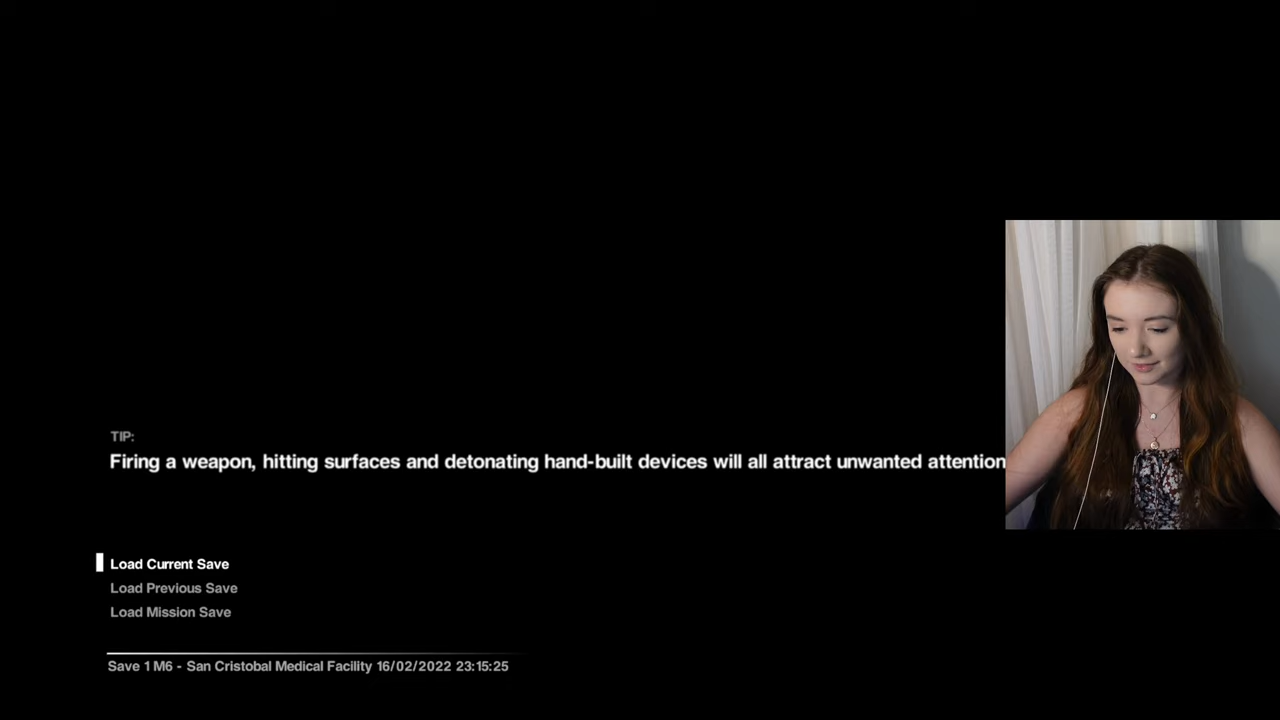 TIP:
Firing a weapon, hitting surfaces and detonating hand-built devices will all attract unwanted attention
Load Current Save
Load Previous Save
Load Mission Save
Save 1 M6 - San Cristobal Medical Facility 16/02/2022 23:15:25